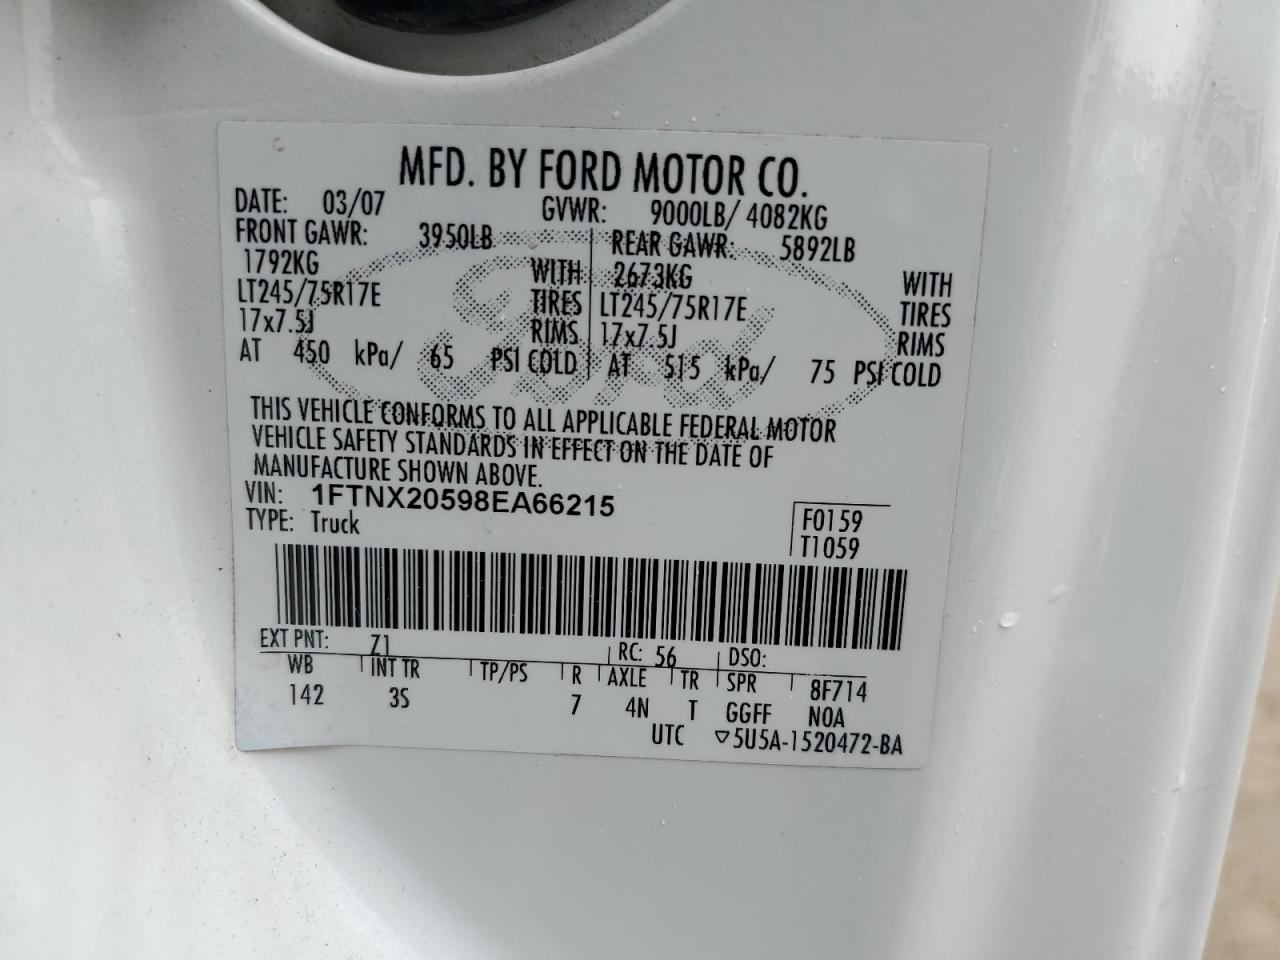 MFD. BY FORD MOTOR CO.
DATE: 03/07 GVWR: 9000LB/ 4082KG
FRONT GAWR: 3950LB REAR GAWR: 5892LB
1792KG WITH 2673KG WITH
LT245/75R17E TIRES LT245/75R17E TIRES
17x7.5J RIMS 17x7.5J RIMS
AT 450 kPa/ 65 PSI COLD AT 515 kPa/ 75 PSI COLD
Ford
THIS VEHICLE CONFORMS TO ALL APPLICABLE FEDERAL MOTOR
VEHICLE SAFETY STANDARDS IN EFFECT ON THE DATE OF
MANUFACTURE SHOWN ABOVE.
VIN: 1FTNX20598EA66215
TYPE: Truck
F0159
T1059
EXT PNT: Z1 RC: 56 DSO:
WB INT TR TP/PS R AXLE TR SPR 8F714
142 3S 7 4N T GGFF N0A
UTC ▽5U5A-1520472-BA